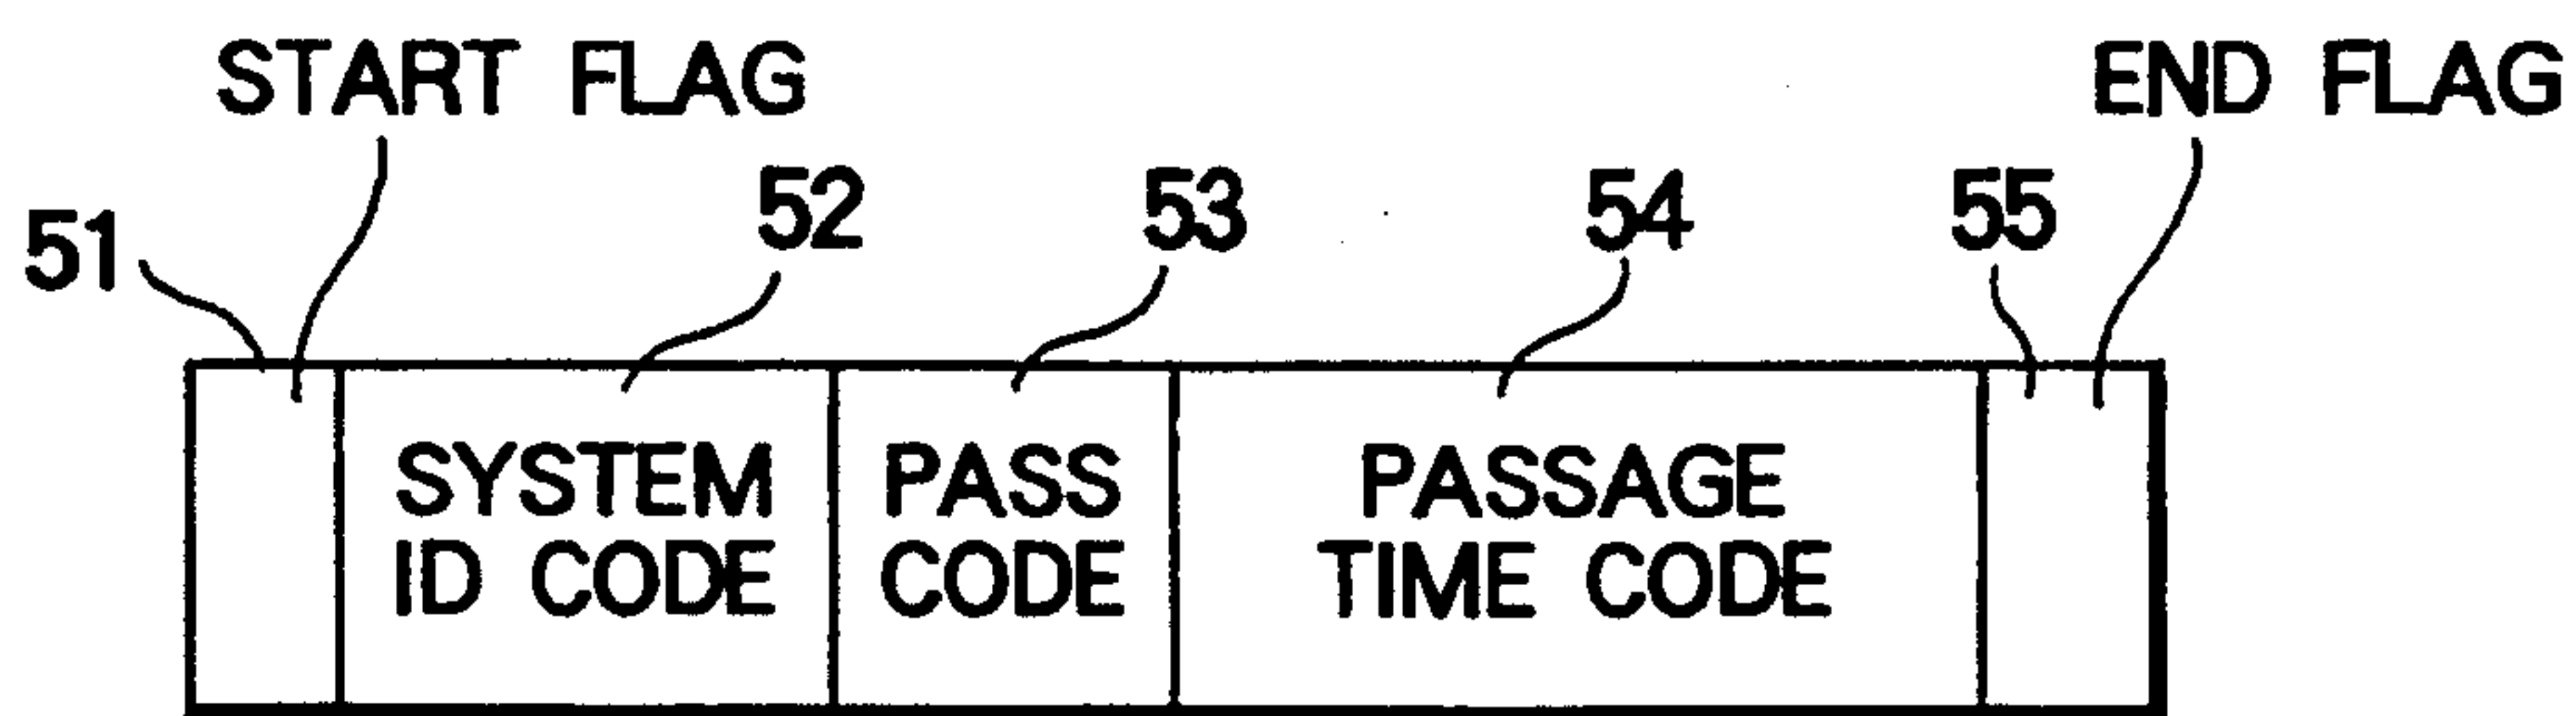 START FLAG
END FLAG
51
52
53
54
55
SYSTEM
ID CODE
PASS
CODE
PASSAGE
TIME CODE